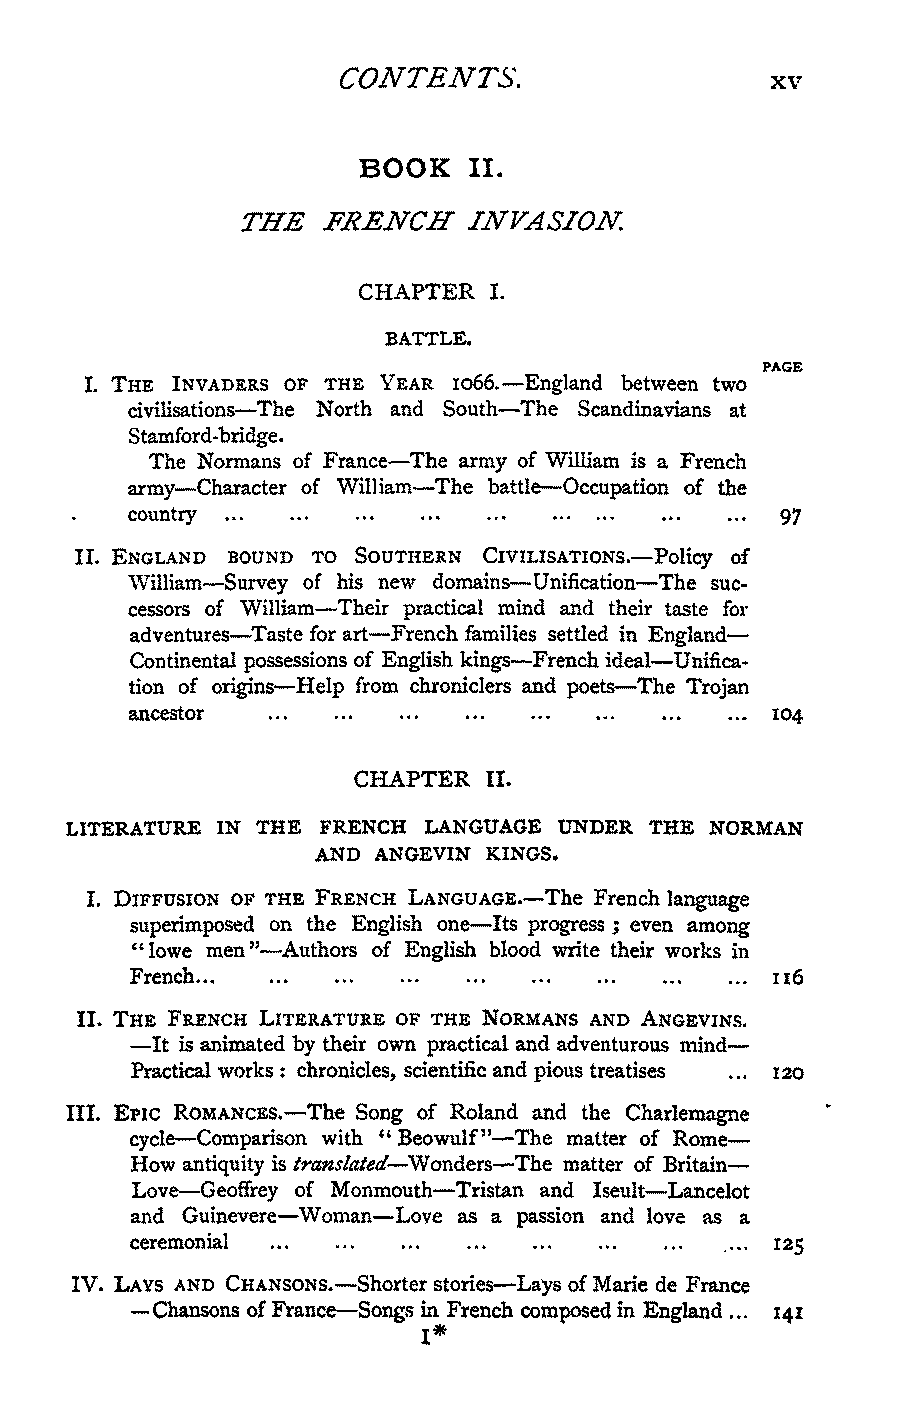 CONTENTS. XV
BOOK II.
THE FRENCH INVASION.
CHAPTER I.
BATTLE.
PAGE
I. THE INVADERS OF THE YEAR 1066.—England between two
civilisations—The North and South—The Scandinavians at
Stamford-bridge.
The Normans of France—The army of William is a French
army—Character of William—The battle—Occupation of the
country ... ... ... ... ... ... ... ... ... 97
II. ENGLAND BOUND TO SOUTHERN CIVILISATIONS.—Policy of
William—Survey of his new domains—Unification—The suc-
cessors of William—Their practical mind and their taste for
adventures—Taste for art—French families settled in England—
Continental possessions of English kings—French ideal—Unifica-
tion of origins—Help from chroniclers and poets—The Trojan
ancestor ... ... ... ... ... ... ... ... 104
CHAPTER II.
LITERATURE IN THE FRENCH LANGUAGE UNDER THE NORMAN
AND ANGEVIN KINGS.
I. DIFFUSION OF THE FRENCH LANGUAGE.—The French language
superimposed on the English one—Its progress; even among
"lowe men"—Authors of English blood write their works in
French... ... ... ... ... ... ... ... ... 116
II. THE FRENCH LITERATURE OF THE NORMANS AND ANGEVINS.
—It is animated by their own practical and adventurous mind—
Practical works: chronicles, scientific and pious treatises ... 120
III. EPIC ROMANCES.—The Song of Roland and the Charlemagne
cycle—Comparison with "Beowulf"—The matter of Rome—
How antiquity is translated—Wonders—The matter of Britain—
Love—Geoffrey of Monmouth—Tristan and Iseult—Lancelot
and Guinevere—Woman—Love as a passion and love as a
ceremonial ... ... ... ... ... ... ... .... 125
IV. LAYS AND CHANSONS.—Shorter stories—Lays of Marie de France
—Chansons of France—Songs in French composed in England ... 141
I*